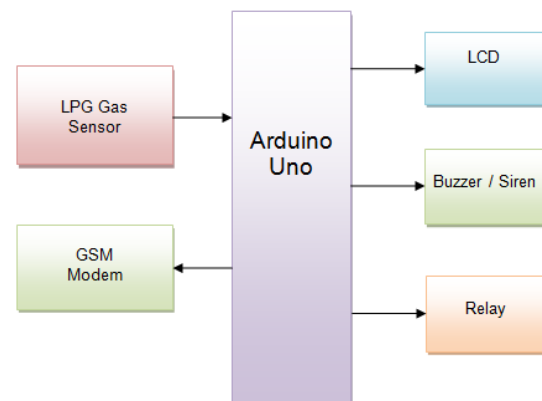 LPG Gas
Sensor
GSM
Modem
Arduino
Uno
LCD
Buzzer / Siren
Relay